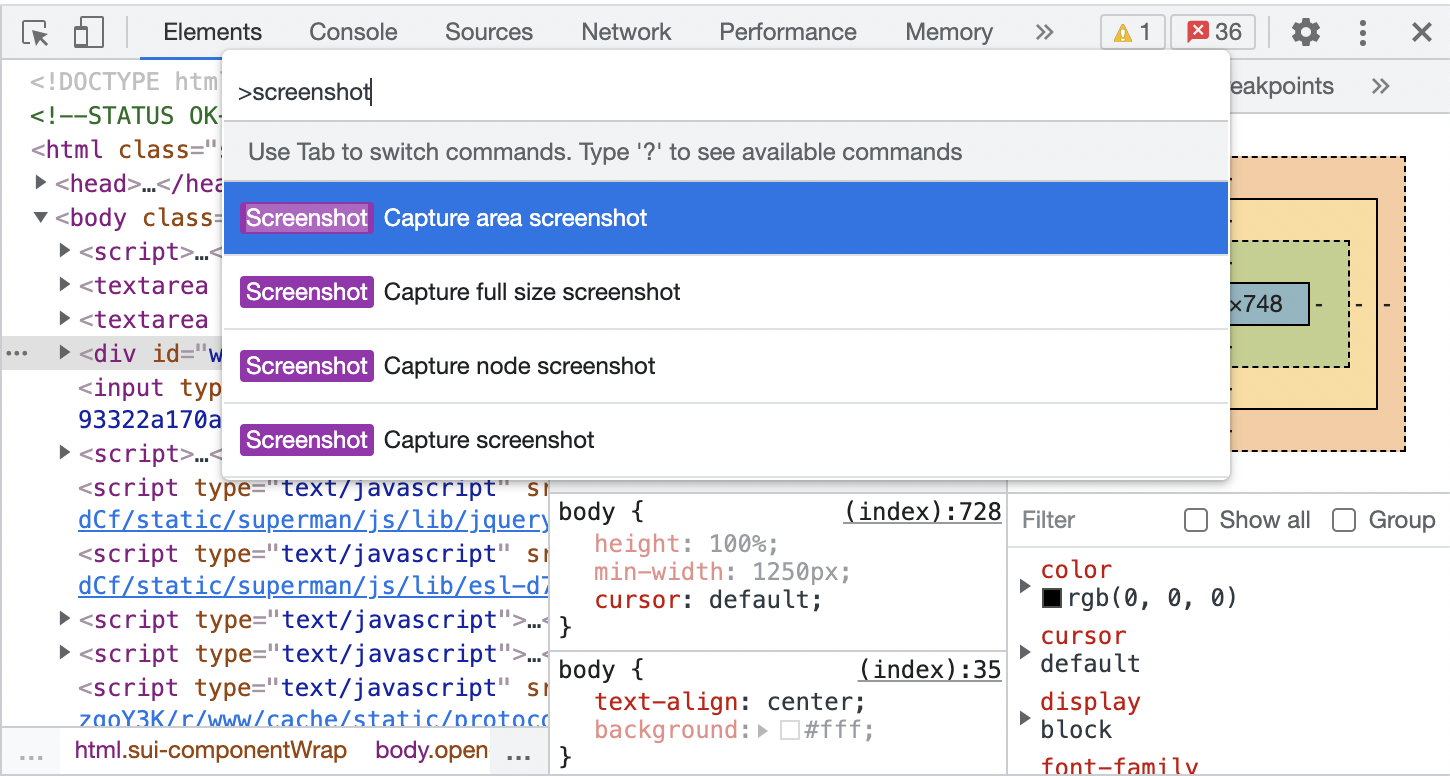 Elements Console Sources Network Performance Memory » 1 36
>screenshot
Use Tab to switch commands. Type '?' to see available commands
Screenshot Capture area screenshot
Screenshot Capture full size screenshot
Screenshot Capture node screenshot
Screenshot Capture screenshot
<!DOCTYPE htm
<!--STATUS OK-
<html class="
<head>…</hea
<body class=
<script>…<
<textarea
<textarea
<div id="w
<input typ
93322a170a
<script>…<
<script type="text/javascript" sr
dCf/static/superman/js/lib/jquery
<script type="text/javascript" sr
dCf/static/superman/js/lib/esl-d7
<script type="text/javascript">…<
<script type="text/javascript">…<
<script type="text/javascript" sr
zgoY3K/r/www/cache/static/protoco
... html.sui-componentWrap body.open ...
body { (index):728
height: 100%;
min-width: 1250px;
cursor: default;
}
body { (index):35
text-align: center;
background: #fff;
}
eakpoints »
×748 - - -
Filter Show all Group
color
rgb(0, 0, 0)
cursor
default
display
block
font-family